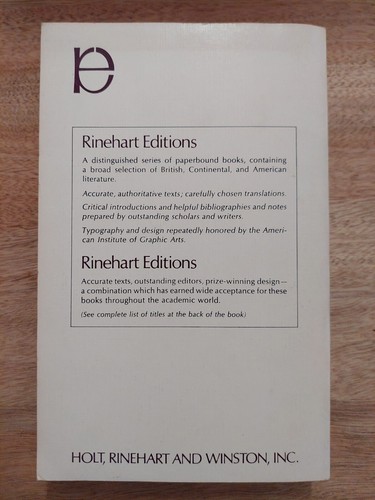 re
Rinehart Editions
A distinguished series of paperbound books, containing
a broad selection of British, Continental, and American
literature.
Accurate, authoritative texts; carefully chosen translations.
Critical introductions and helpful bibliographies and notes
prepared by outstanding scholars and writers.
Typography and design repeatedly honored by the Ameri-
can Institute of Graphic Arts.
Rinehart Editions
Accurate texts, outstanding editors, prize-winning design—
a combination which has earned wide acceptance for these
books throughout the academic world.
(See complete list of titles at the back of the book)
HOLT, RINEHART AND WINSTON, INC.